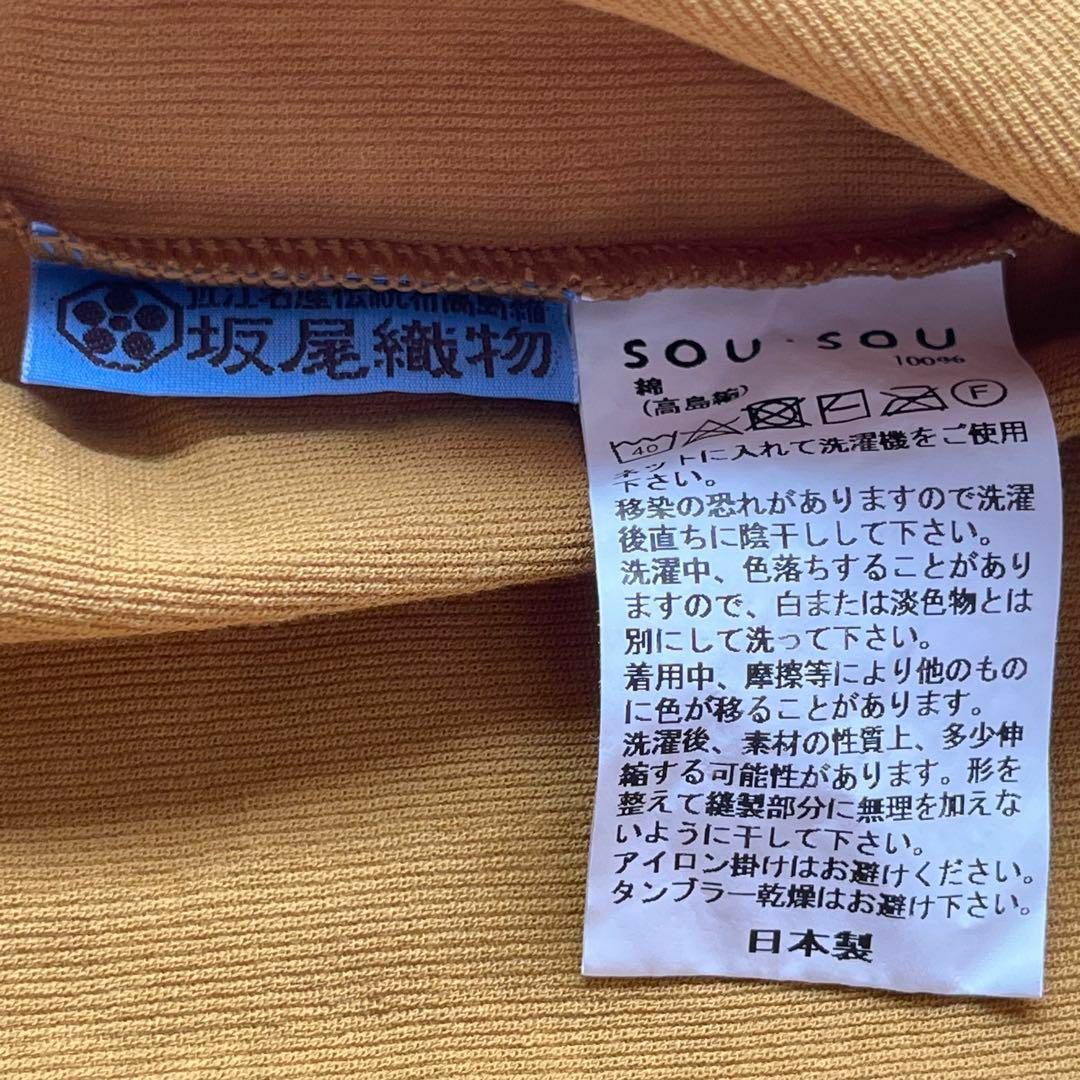 近江名産伝統布高島縮
坂尾織物
SOU・SOU
綿 100%
(高島縮)
40 F
ネットに入れて洗濯機をご使用
下さい。
移染の恐れがありますので洗濯
後直ちに陰干しして下さい。
洗濯中、色落ちすることがあり
ますので、白または淡色物とは
別にして洗って下さい。
着用中、摩擦等により他のもの
に色が移ることがあります。
洗濯後、素材の性質上、多少伸
縮する可能性があります。形を
整えて縫製部分に無理を加えな
いように干して下さい。
アイロン掛けはお避けください。
タンブラー乾燥はお避け下さい。
日本製